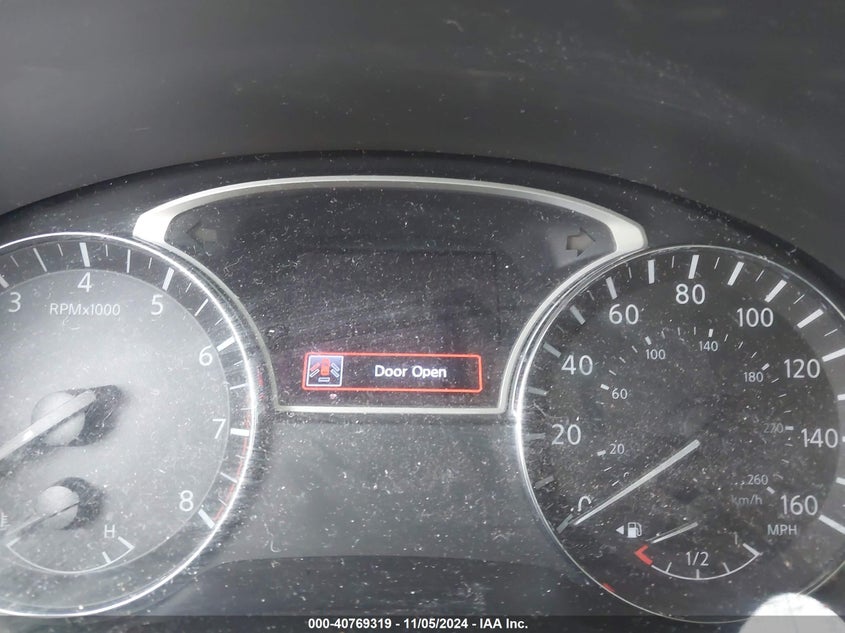 3 4 5 6 7 8
RPMx1000
H
Door Open
0 20 40 60 80 100 120 140 160
20 60 100 140 180 220 260
km/h
MPH
1/2
000-40769319 - 11/05/2024 - IAA Inc.